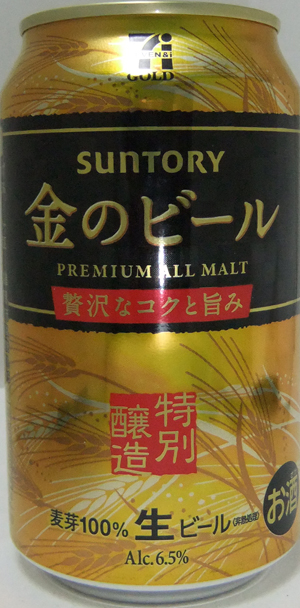 7i
GOLD
SUNTORY
金のビール
PREMIUM ALL MALT
贅沢なコクと旨み
特別
醸造
麦芽100% 生ビール(非熱処理)
お酒
Alc.6.5%